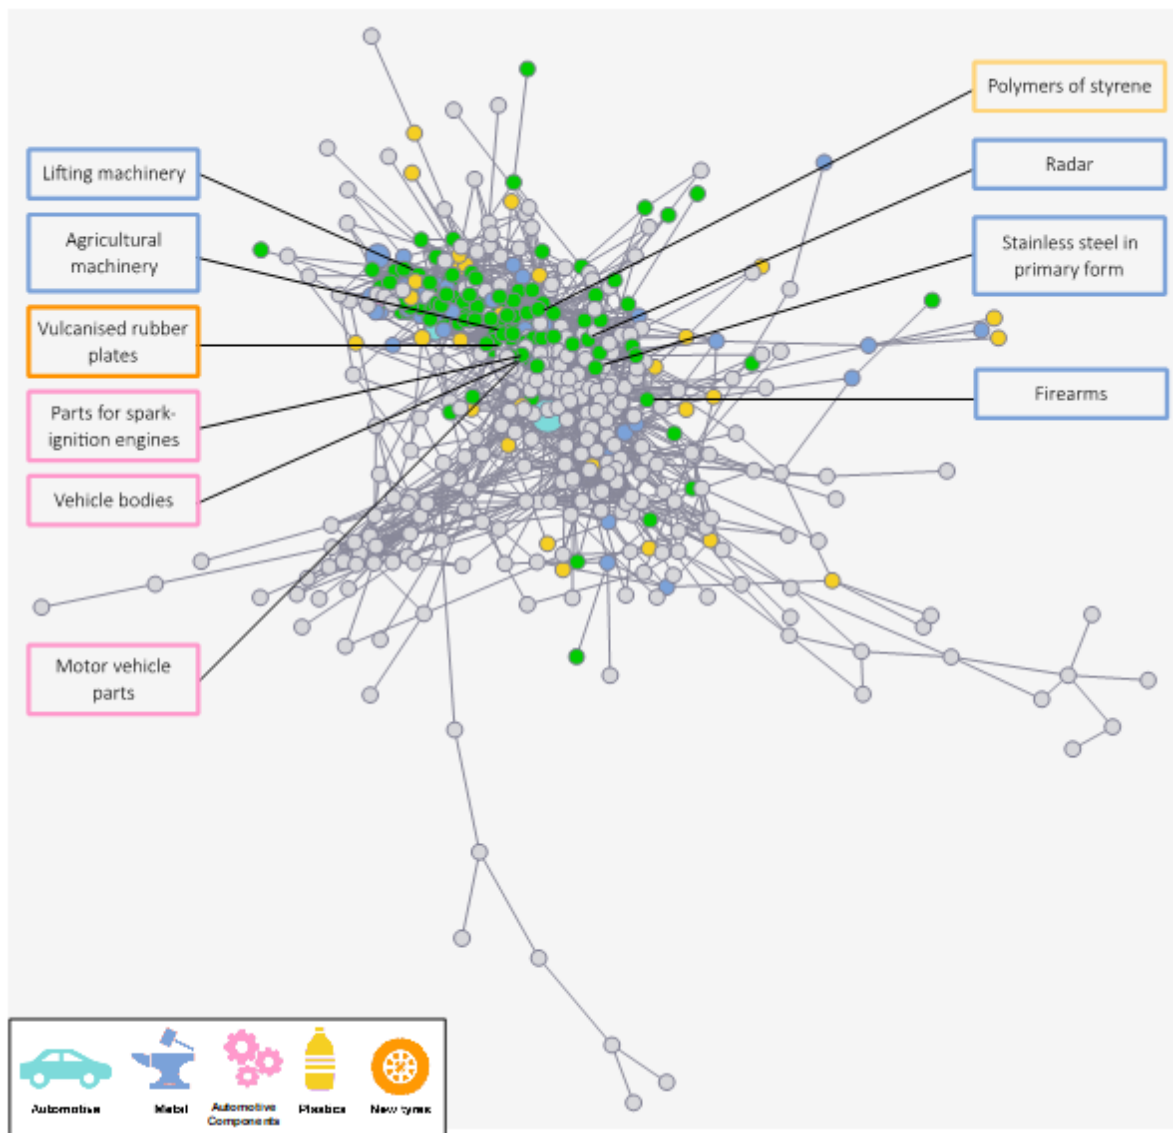 Polymers of styrene
Lifting machinery
Radar
Agricultural
machinery
Stainless steel in
primary form
Vulcanised rubber
plates
Firearms
Parts for spark-
ignition engines
Vehicle bodies
Motor vehicle
parts
Automotive
Metal
Automotive
Components
Plastics
New tyres